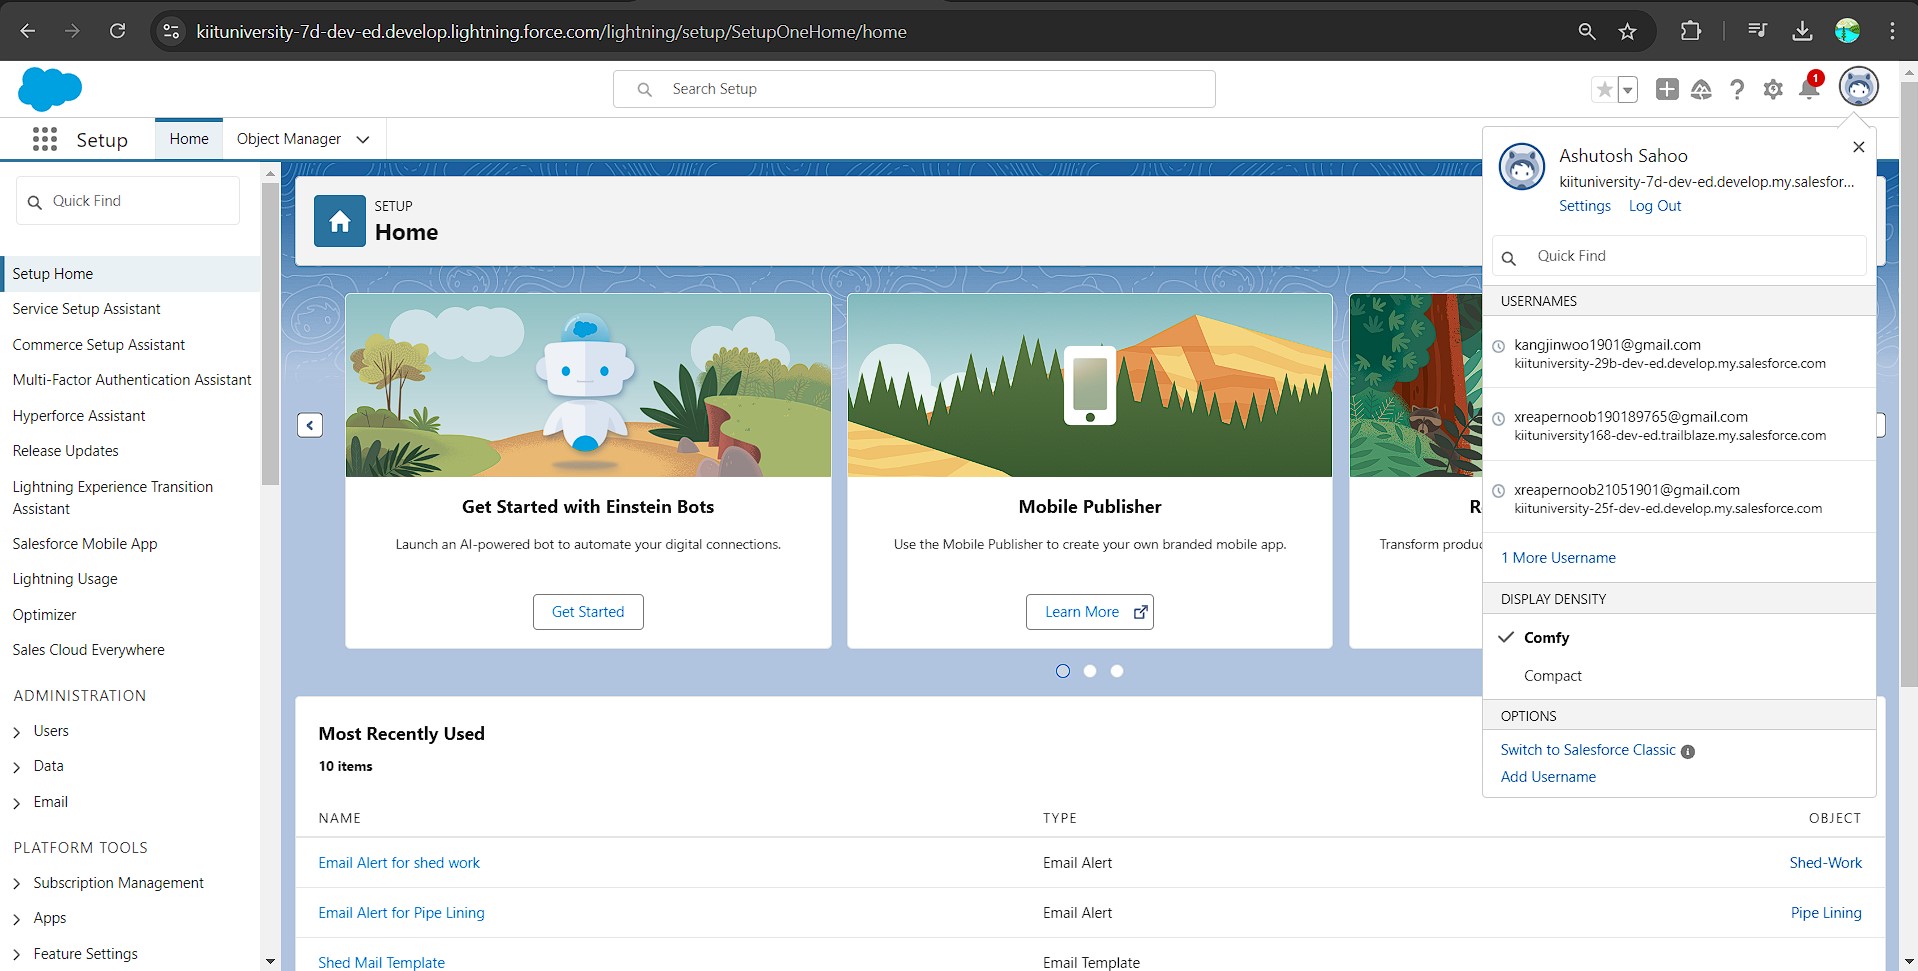 kiituniversity-7d-dev-ed.develop.lightning.force.com/lightning/setup/SetupOneHome/home
Search Setup
1
Setup
Home
Object Manager
Quick Find
Setup Home
Service Setup Assistant
Commerce Setup Assistant
Multi-Factor Authentication Assistant
Hyperforce Assistant
Release Updates
Lightning Experience Transition
Assistant
Salesforce Mobile App
Lightning Usage
Optimizer
Sales Cloud Everywhere
ADMINISTRATION
Users
Data
Email
PLATFORM TOOLS
Subscription Management
Apps
Feature Settings
SETUP
Home
Get Started with Einstein Bots
Launch an AI-powered bot to automate your digital connections.
Get Started
Mobile Publisher
Use the Mobile Publisher to create your own branded mobile app.
Learn More
R
Transform produc
Most Recently Used
10 items
NAME TYPE OBJECT
Email Alert for shed work Email Alert Shed-Work
Email Alert for Pipe Lining Email Alert Pipe Lining
Shed Mail Template Email Template
Ashutosh Sahoo
kiituniversity-7d-dev-ed.develop.my.salesfor...
Settings Log Out
Quick Find
USERNAMES
kangjinwoo1901@gmail.com
kiituniversity-29b-dev-ed.develop.my.salesforce.com
xreapernoob190189765@gmail.com
kiituniversity168-dev-ed.trailblaze.my.salesforce.com
xreapernoob21051901@gmail.com
kiituniversity-25f-dev-ed.develop.my.salesforce.com
1 More Username
DISPLAY DENSITY
Comfy
Compact
OPTIONS
Switch to Salesforce Classic
Add Username